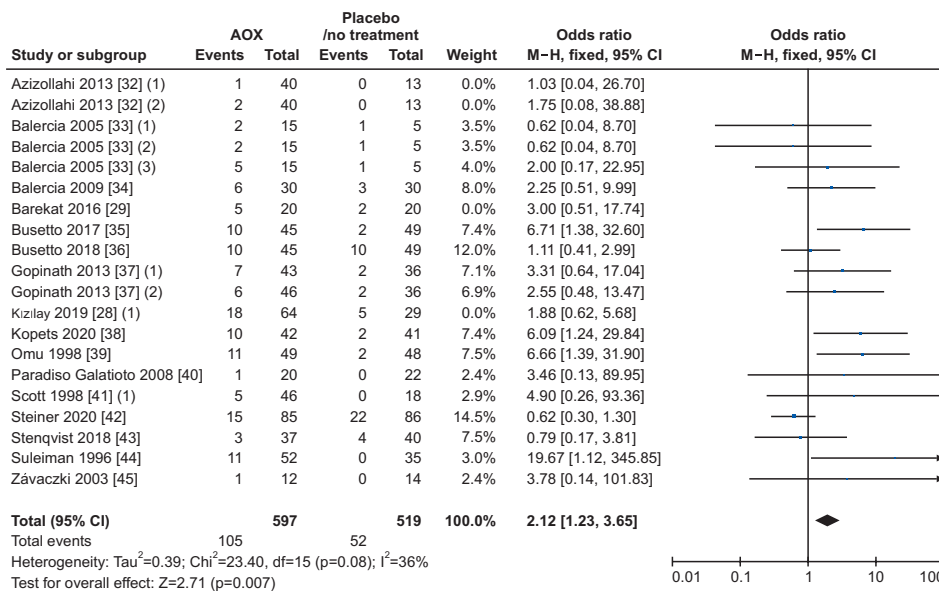 Placebo
AOX /no treatment Odds ratio Odds ratio
Study or subgroup Events Total Events Total Weight M−H, fixed, 95% CI M−H, fixed, 95% CI
Azizollahi 2013 [32] (1) 1 40 0 13 0.0% 1.03 [0.04, 26.70]
Azizollahi 2013 [32] (2) 2 40 0 13 0.0% 1.75 [0.08, 38.88]
Balercia 2005 [33] (1) 2 15 1 5 3.5% 0.62 [0.04, 8.70]
Balercia 2005 [33] (2) 2 15 1 5 3.5% 0.62 [0.04, 8.70]
Balercia 2005 [33] (3) 5 15 1 5 3.9% 2.00 [0.17, 22.95]
Balercia 2009 [34] 6 30 3 30 8.0% 2.25 [0.51, 9.99]
Barekat 2016 [29] 5 20 2 20 0.0% 3.00 [0.51, 17.74]
Busetto 2017 [35] 10 45 2 49 7.4% 6.71 [1.38, 32.60]
Busetto 2018 [36] 10 45 10 49 12.0% 1.11 [0.41, 2.99]
Gopinath 2013 [37] (1) 7 43 2 36 7.1% 3.31 [0.64, 17.04]
Gopinath 2013 [37] (2) 6 46 2 36 6.9% 2.55 [0.48, 13.47]
Kızılay 2019 [28] (1) 18 64 5 29 0.0% 1.88 [0.62, 5.68]
Kopets 2020 [38] 10 42 2 41 7.4% 6.09 [1.24, 29.84]
Omu 1998 [39] 11 49 2 48 7.5% 6.66 [1.39, 31.90]
Paradiso Galatioto 2008 [40] 1 20 0 22 2.4% 3.46 [0.13, 89.95]
Scott 1998 [41] (1) 5 46 0 18 2.9% 4.90 [0.26, 93.36]
Steiner 2020 [42] 15 85 22 86 14.5% 0.62 [0.30, 1.30]
Stenqvist 2018 [43] 3 37 4 40 7.5% 0.79 [0.17, 3.81]
Suleiman 1996 [44] 11 52 0 35 3.0% 19.67 [1.12, 345.85]
Závaczki 2003 [45] 1 12 0 14 2.4% 3.78 [0.14, 101.83]
Total (95% CI) 597 519 100.0% 2.12 [1.23, 3.65]
Total events 105 52
Heterogeneity: Tau²=0.39; Chi²=23.40, df=15 (p=0.08); I²=36%
Test for overall effect: Z=2.71 (p=0.007)
0.01 0.1 1 10 100